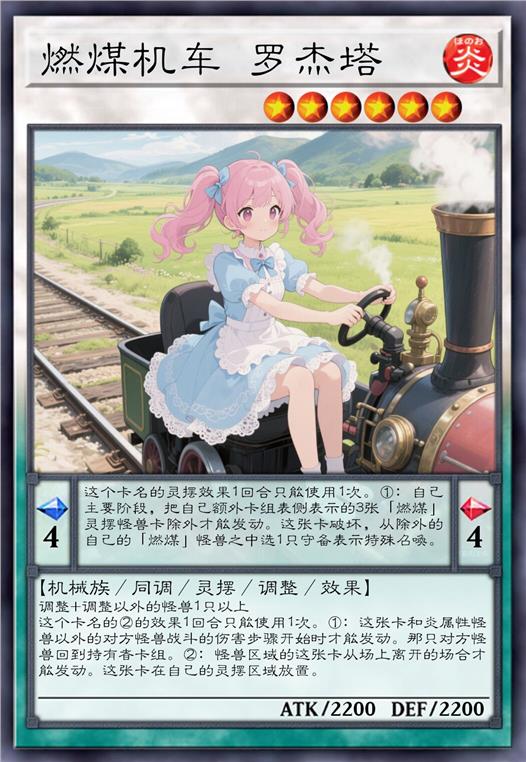 燃煤机车 罗杰塔
ほのお
炎
这个卡名的灵摆效果1回合只能使用1次。①：自己
主要阶段，把自己额外卡组表侧表示的3张「燃煤」
灵摆怪兽卡除外才能发动。这张卡破坏，从除外的
自己的「燃煤」怪兽之中选1只守备表示特殊召唤。
4
4
【机械族／同调／灵摆／调整／效果】
调整+调整以外的怪兽1只以上
这个卡名的②的效果1回合只能使用1次。①：这张卡和炎属性怪
兽以外的对方怪兽战斗的伤害步骤开始时才能发动。那只对方怪
兽回到持有者卡组。②：怪兽区域的这张卡从场上离开的场合才
能发动。这张卡在自己的灵摆区域放置。
ATK/2200 DEF/2200